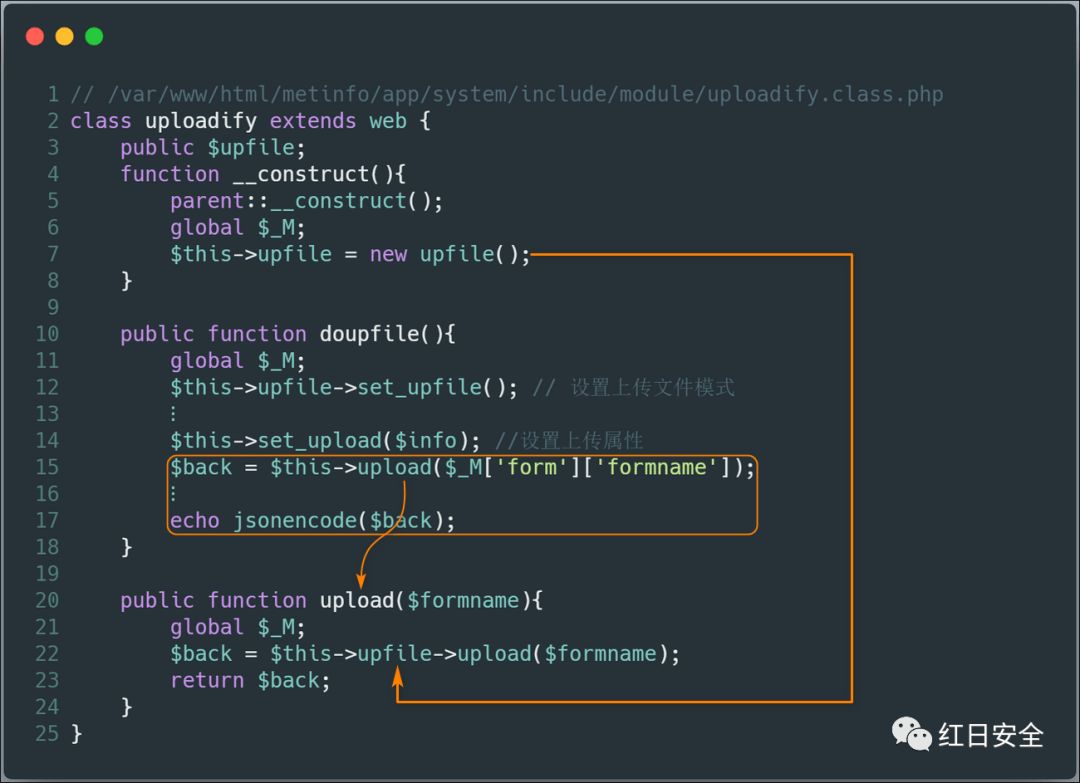 1 // /var/www/html/metinfo/app/system/include/module/uploadify.class.php
2 class uploadify extends web {
3     public $upfile;
4     function __construct(){
5         parent::__construct();
6         global $_M;
7         $this->upfile = new upfile();
8     }
9
10     public function doupfile(){
11         global $_M;
12         $this->upfile->set_upfile(); // 设置上传文件模式
13         ⋮
14         $this->set_upload($info); //设置上传属性
15         $back = $this->upload($_M['form']['formname']);
16         ⋮
17         echo jsonencode($back);
18     }
19
20     public function upload($formname){
21         global $_M;
22         $back = $this->upfile->upload($formname);
23         return $back;
24     }
25 }
红日安全